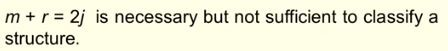 m + r = 2j is necessary but not sufficient to classify a
structure.